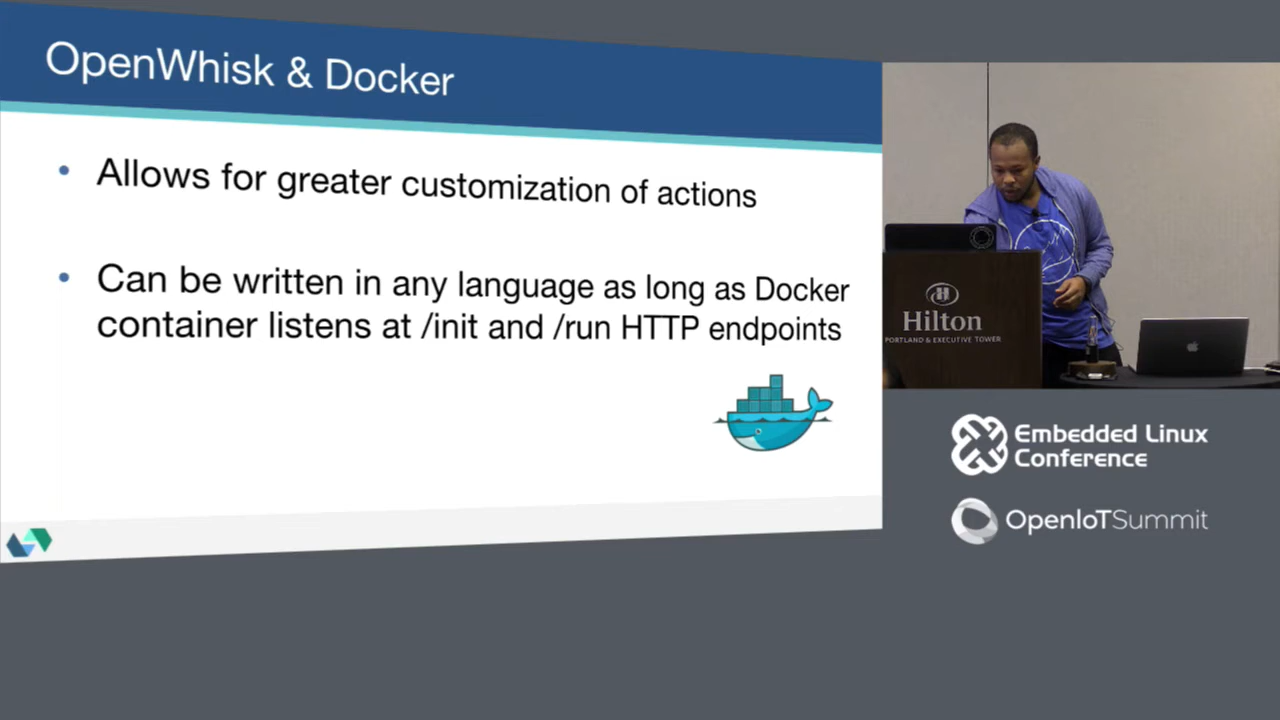 OpenWhisk & Docker
• Allows for greater customization of actions
• Can be written in any language as long as Docker
container listens at /init and /run HTTP endpoints
Hilton
PORTLAND & EXECUTIVE TOWER
Embedded Linux
Conference
OpenIoTSummit